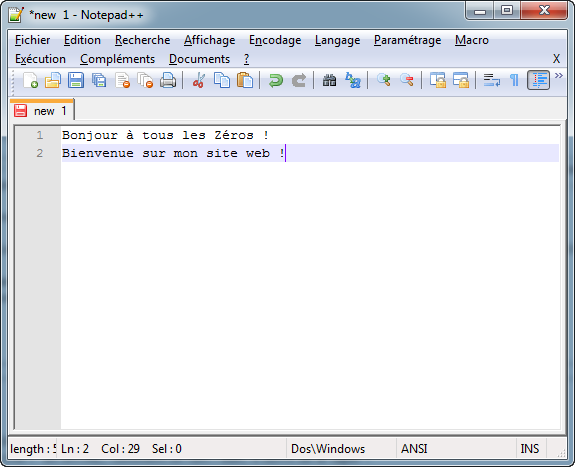 *new  1 - Notepad++
Fichier Edition Recherche Affichage Encodage Langage Paramétrage Macro
Exécution Compléments Documents ? X
new  1
1 Bonjour à tous les Zéros !
2 Bienvenue sur mon site web !
length : 5 Ln : 2 Col : 29 Sel : 0 Dos\Windows ANSI INS